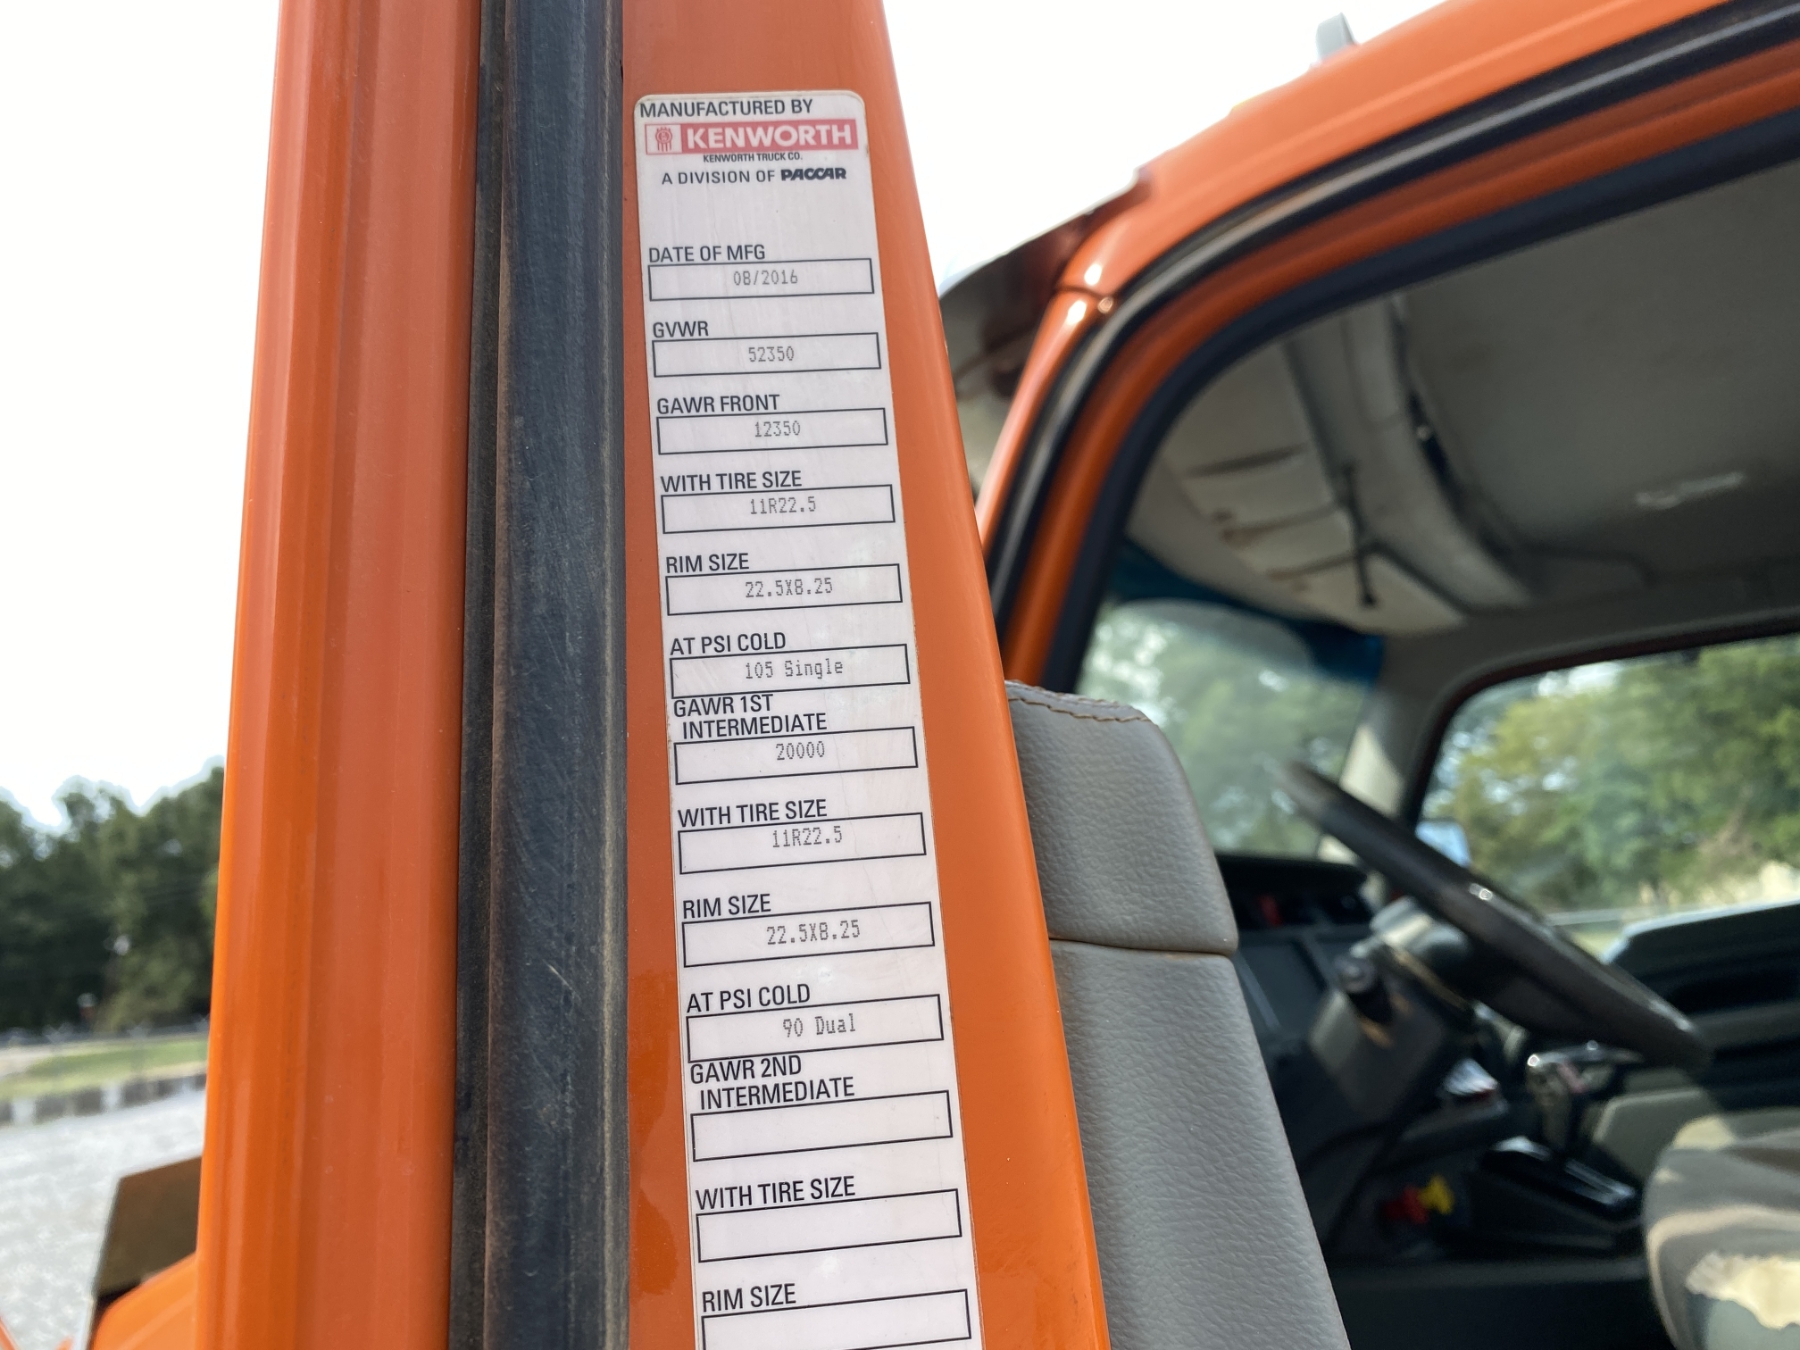 MANUFACTURED BY
KENWORTH
KENWORTH TRUCK CO.
A DIVISION OF PACCAR
DATE OF MFG
08/2016
GVWR
52350
GAWR FRONT
12350
WITH TIRE SIZE
11R22.5
RIM SIZE
22.5X8.25
AT PSI COLD
105 Single
GAWR 1ST
INTERMEDIATE
20000
WITH TIRE SIZE
11R22.5
RIM SIZE
22.5X8.25
AT PSI COLD
90 Dual
GAWR 2ND
INTERMEDIATE
WITH TIRE SIZE
RIM SIZE